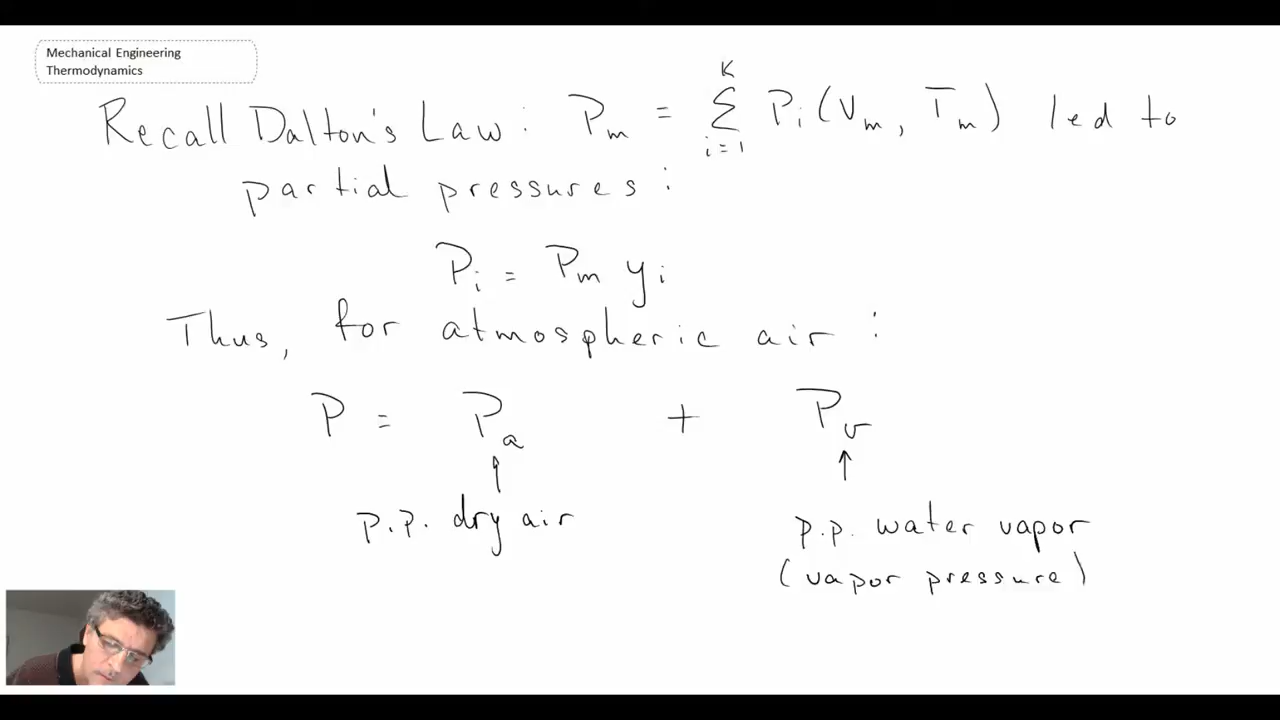 Mechanical Engineering
Thermodynamics
Recall Dalton's Law: Pm = K Σ i=1 Pi(Vm, Tm) led to
partial pressures:
Pi = Pm yi
Thus, for atmospheric air:
P = Pa + Pv
↑ ↑
p.p. dry air p.p. water vapor
(vapor pressure)